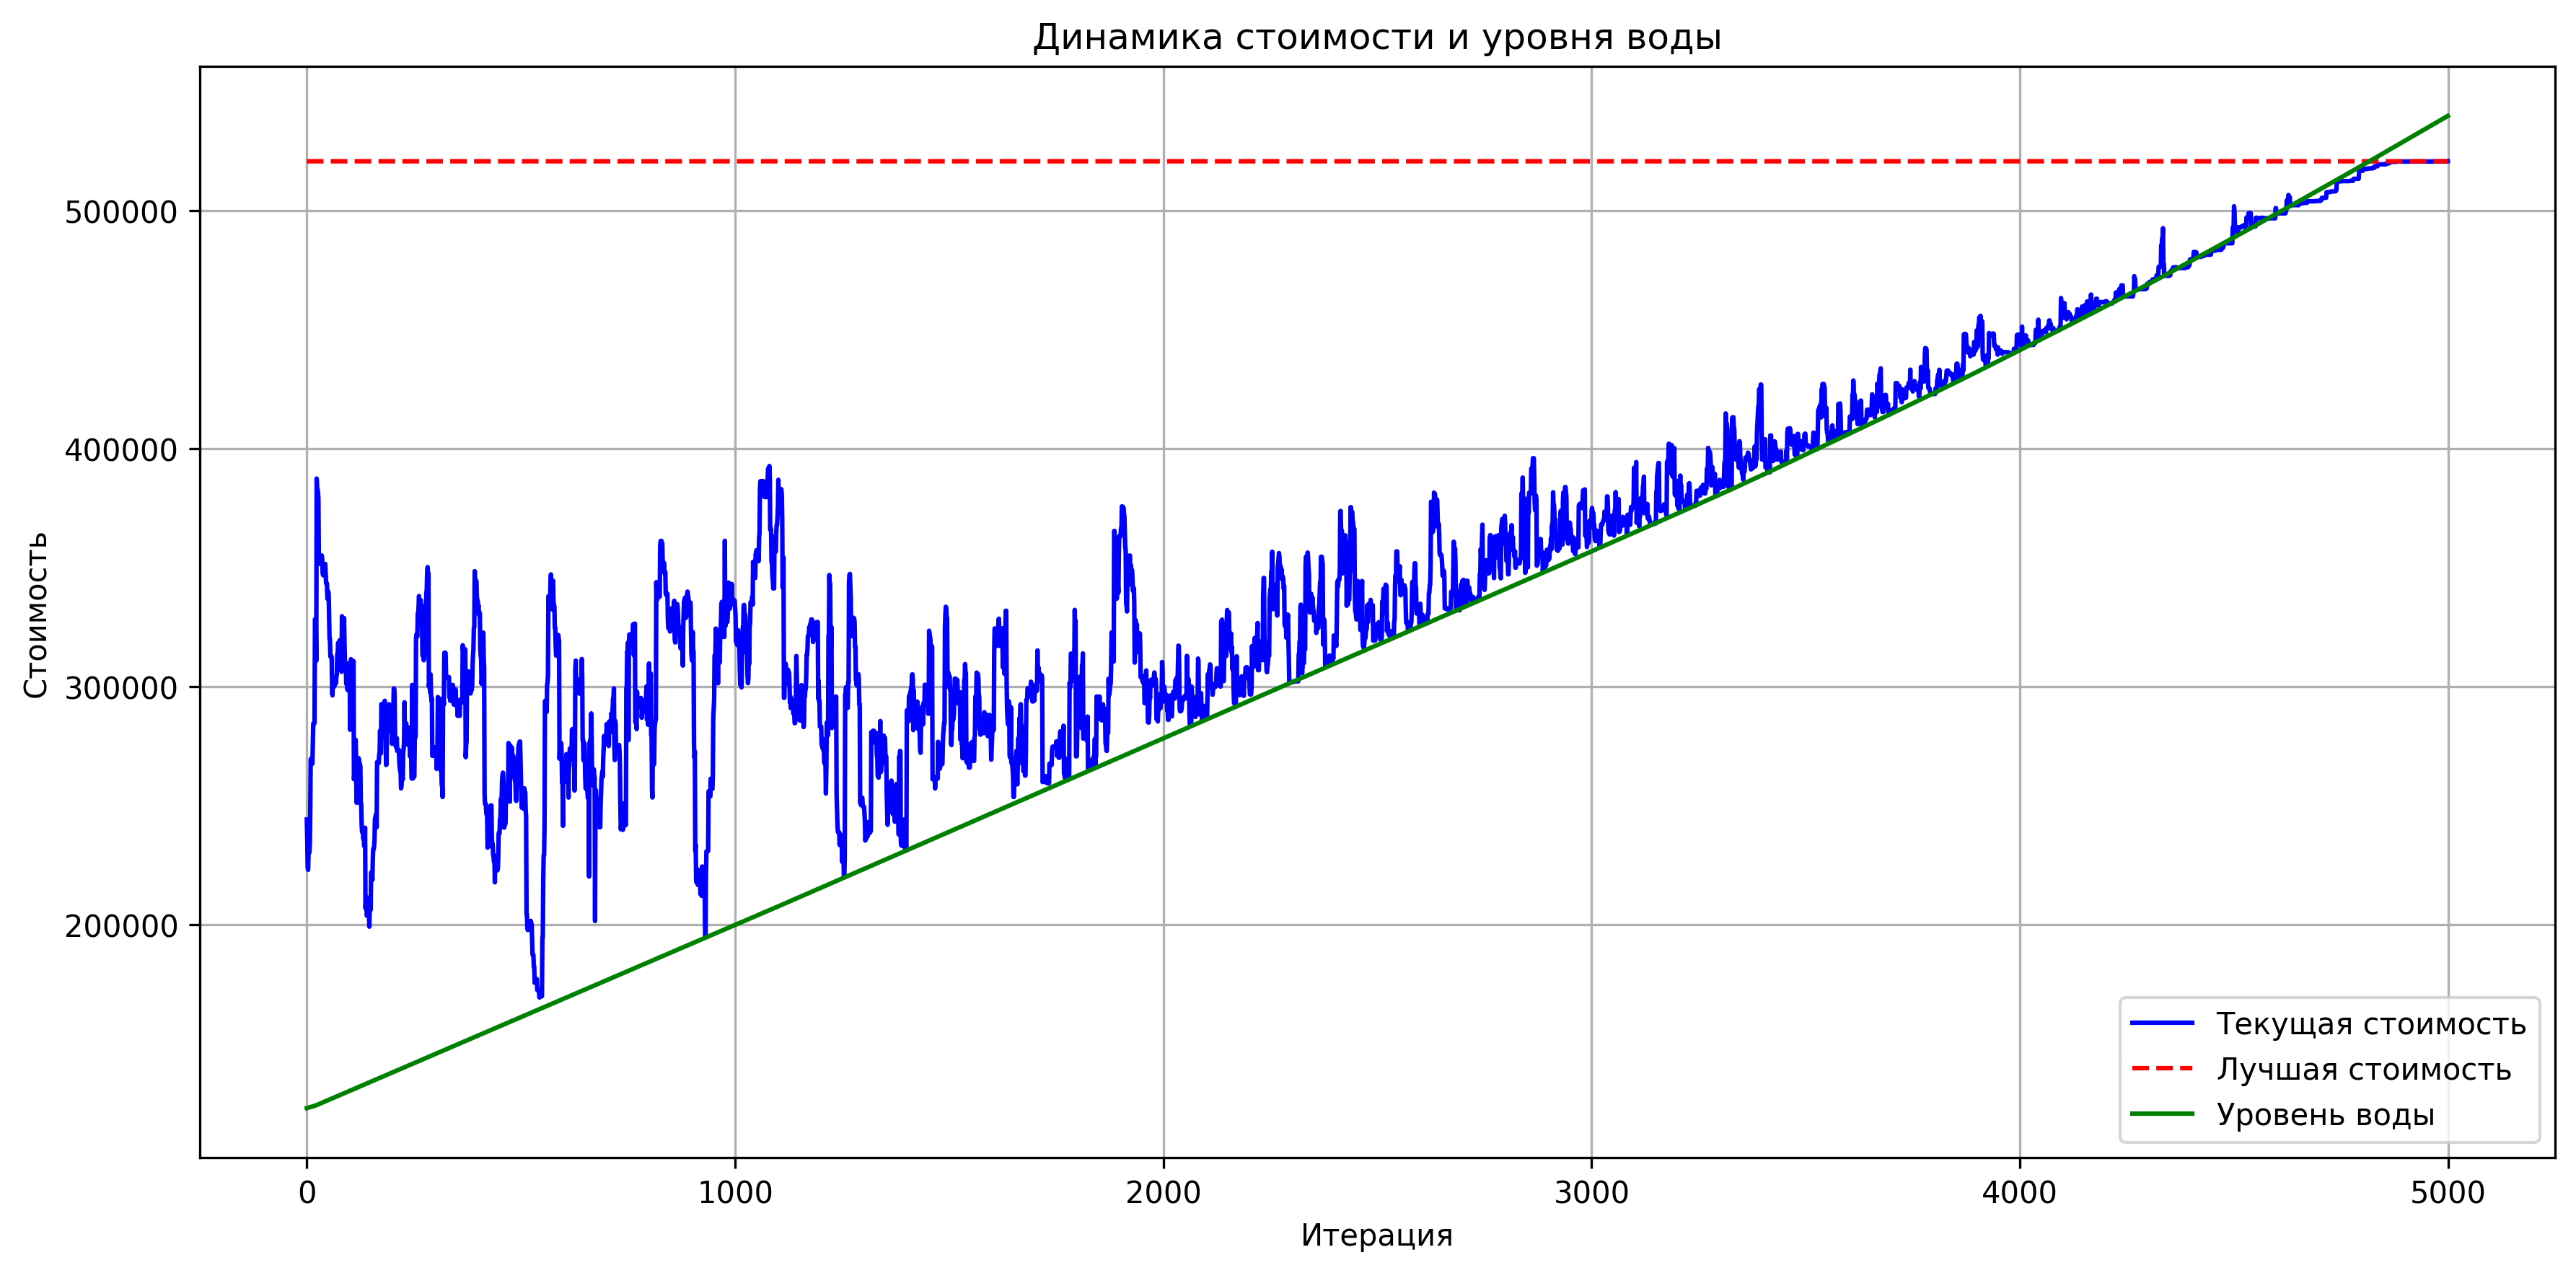 Динамика стоимости и уровня воды
Стоимость
500000
400000
300000
200000
0
1000
2000
3000
4000
5000
Итерация
Текущая стоимость
Лучшая стоимость
Уровень воды